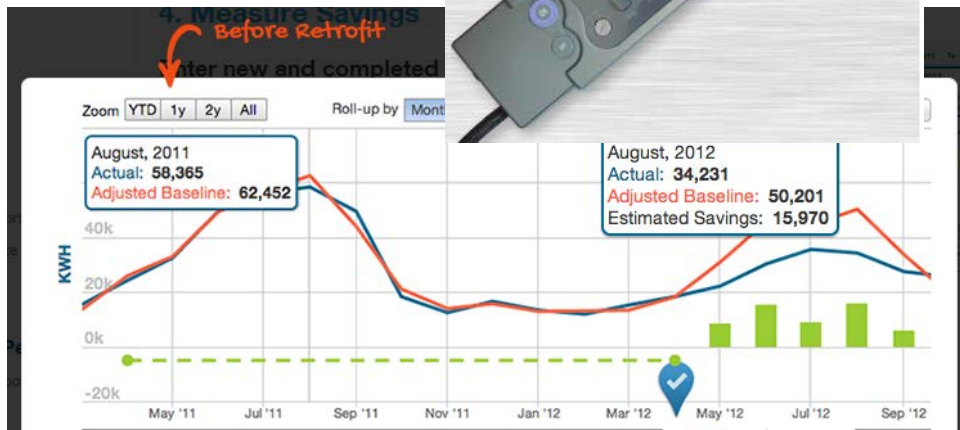 4. Measure Savings
Before Retrofit
Enter new and completed
Zoom YTD 1y 2y All
Roll-up by
August, 2011
Actual: 58,365
Adjusted Baseline: 62,452
August, 2012
Actual: 34,231
Adjusted Baseline: 50,201
Estimated Savings: 15,970
KWH
40k
20k
0k
-20k
May '11 Jul '11 Sep '11 Nov '11 Jan '12 Mar '12 May '12 Jul '12 Sep '12